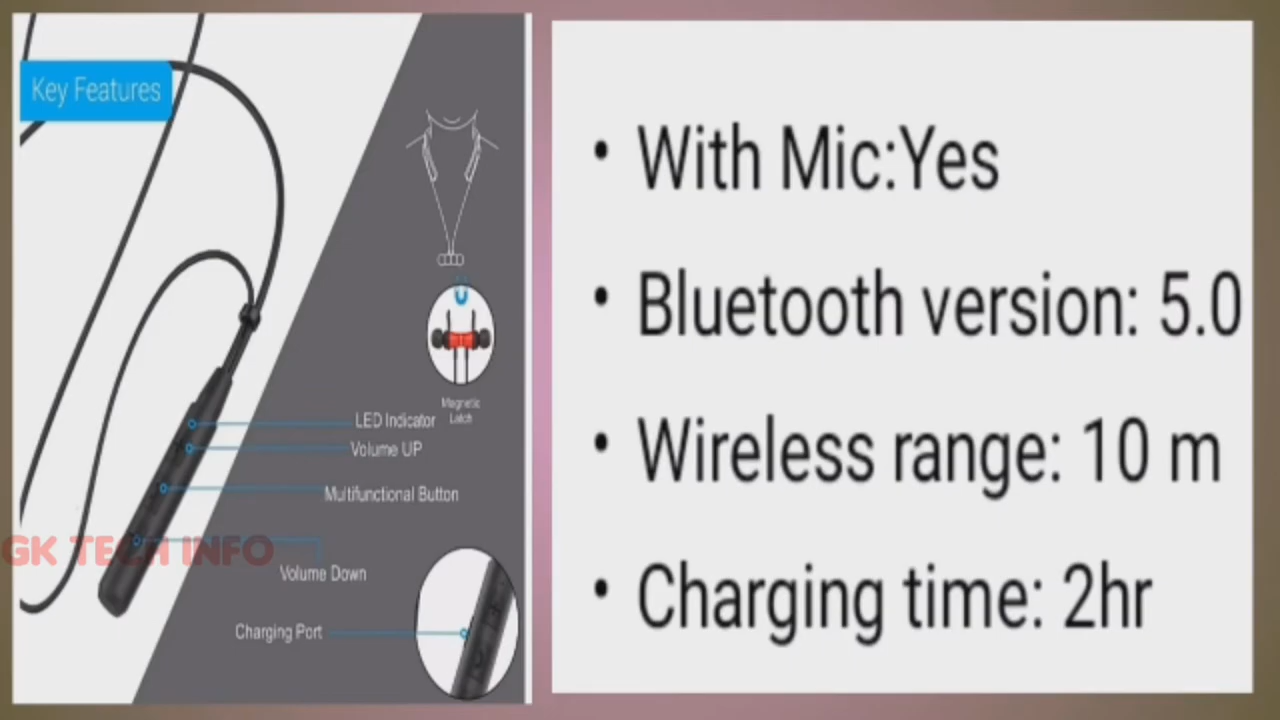 Key Features
Magnetic
Latch
LED Indicator
Volume UP
Multifunctional Button
GK TECH INFO
Volume Down
Charging Port
• With Mic:Yes
• Bluetooth version: 5.0
• Wireless range: 10 m
• Charging time: 2hr